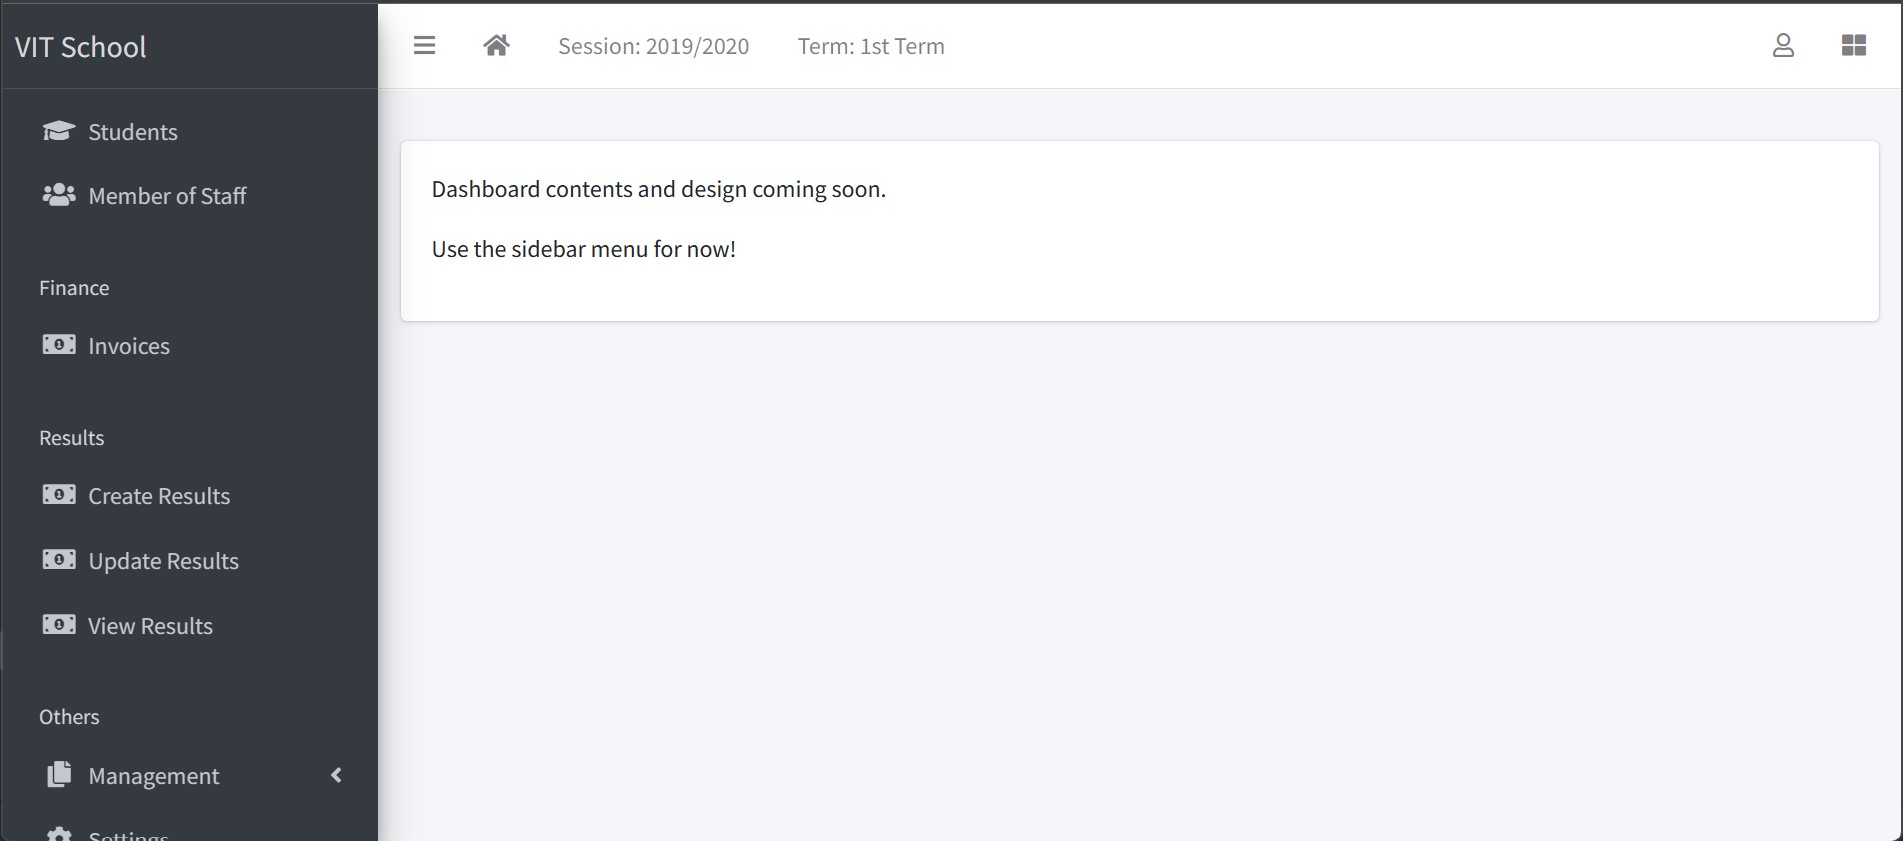 VIT School
Session: 2019/2020 Term: 1st Term
Students
Member of Staff
Finance
Invoices
Results
Create Results
Update Results
View Results
Others
Management
Settings
Dashboard contents and design coming soon.
Use the sidebar menu for now!